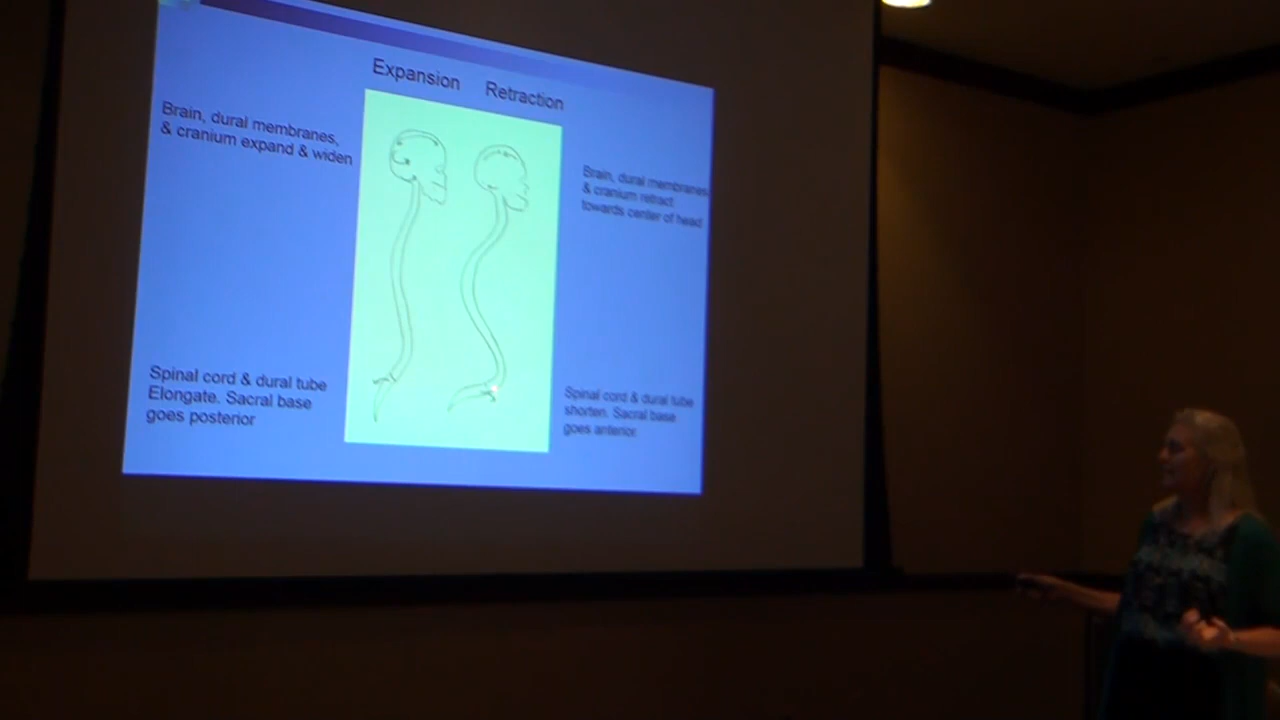 Expansion Retraction
Brain, dural membranes,
& cranium expand & widen
Brain, dural membranes
& cranium retract
towards center of head
Spinal cord & dural tube
Elongate. Sacral base
goes posterior
Spinal cord & dural tube
shorten. Sacral base
goes anterior.